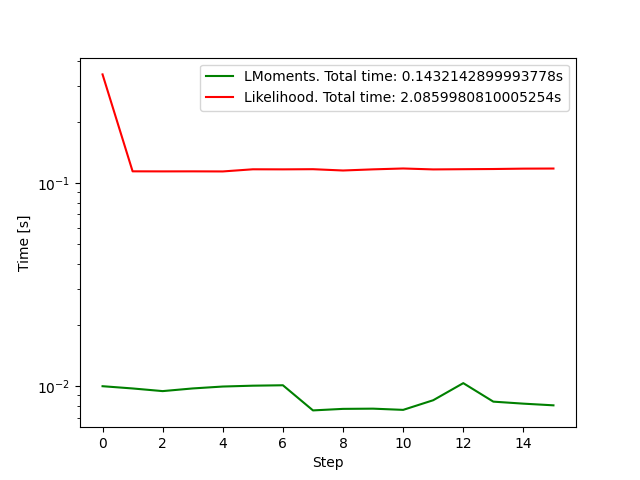 LMoments. Total time: 0.1432142899993778s
Likelihood. Total time: 2.0859980810005254s
10⁻¹
10⁻²
Time [s]
0 2 4 6 8 10 12 14
Step